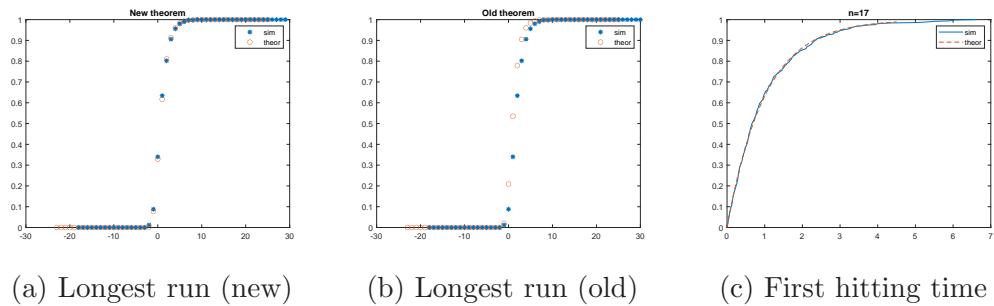 New theorem
1
0.9
0.8
0.7
0.6
0.5
0.4
0.3
0.2
0.1
0
-30 -20 -10 0 10 20 30
sim
theor
Old theorem
1
0.9
0.8
0.7
0.6
0.5
0.4
0.3
0.2
0.1
0
-30 -20 -10 0 10 20 30
sim
theor
n=17
1
0.9
0.8
0.7
0.6
0.5
0.4
0.3
0.2
0.1
0
0 1 2 3 4 5 6 7
sim
theor
(a) Longest run (new) (b) Longest run (old) (c) First hitting time